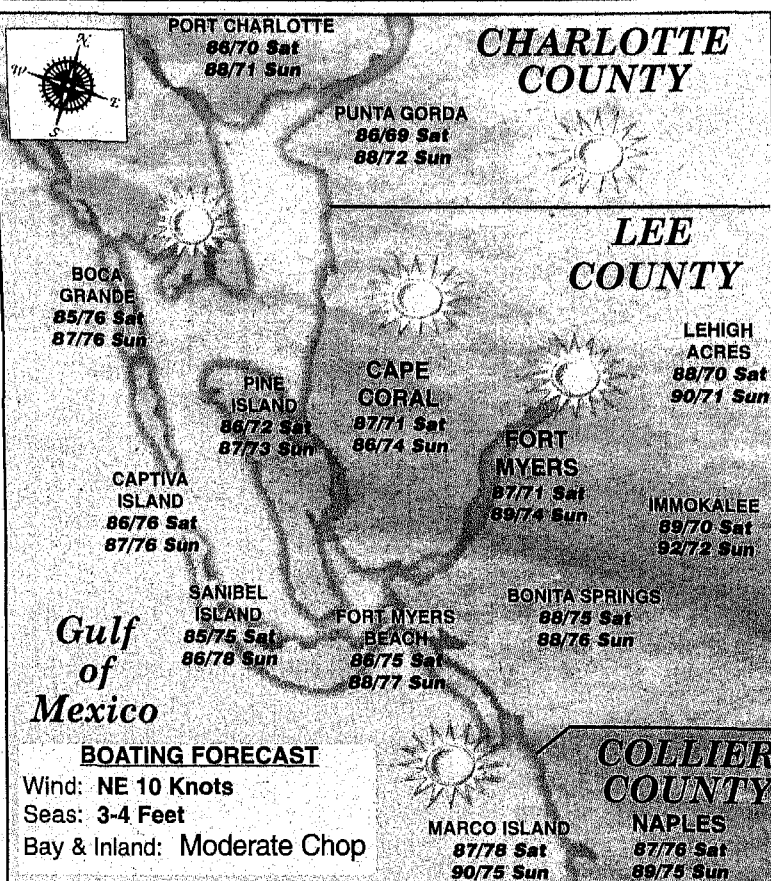 N
W
E
S
PORT CHARLOTTE
86/70 Sat
88/71 Sun
CHARLOTTE
COUNTY
PUNTA GORDA
86/69 Sat
88/72 Sun
LEE
COUNTY
BOCA
GRANDE
85/76 Sat
87/76 Sun
LEHIGH
ACRES
88/70 Sat
90/71 Sun
PINE
ISLAND
86/72 Sat
87/73 Sun
CAPE
CORAL
87/71 Sat
86/74 Sun
FORT
MYERS
87/71 Sat
89/74 Sun
CAPTIVA
ISLAND
86/76 Sat
87/76 Sun
IMMOKALEE
89/70 Sat
92/72 Sun
SANIBEL
ISLAND
85/75 Sat
86/78 Sun
FORT MYERS
BEACH
86/75 Sat
88/77 Sun
BONITA SPRINGS
88/75 Sat
88/76 Sun
Gulf
of
Mexico
BOATING FORECAST
Wind: NE 10 Knots
Seas: 3-4 Feet
Bay & Inland: Moderate Chop
COLLIER
COUNTY
MARCO ISLAND
87/78 Sat
90/75 Sun
NAPLES
87/76 Sat
89/75 Sun